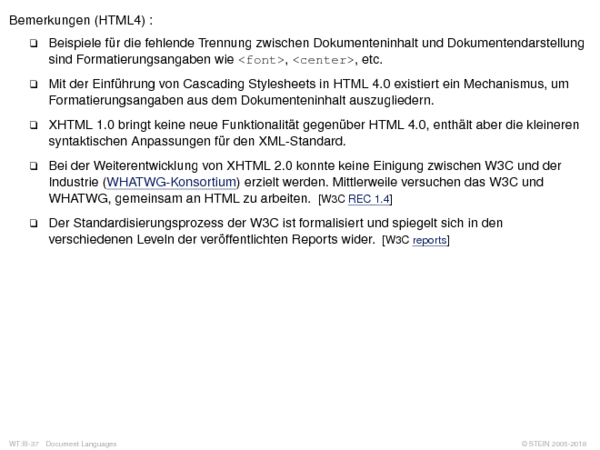 Bemerkungen (HTML4) :
❑ Beispiele für die fehlende Trennung zwischen Dokumenteninhalt und Dokumentendarstellung
sind Formatierungsangaben wie <font>, <center>, etc.
❑ Mit der Einführung von Cascading Stylesheets in HTML 4.0 existiert ein Mechanismus, um
Formatierungsangaben aus dem Dokumenteninhalt auszugliedern.
❑ XHTML 1.0 bringt keine neue Funktionalität gegenüber HTML 4.0, enthält aber die kleineren
syntaktischen Anpassungen für den XML-Standard.
❑ Bei der Weiterentwicklung von XHTML 2.0 konnte keine Einigung zwischen W3C und der
Industrie (WHATWG-Konsortium) erzielt werden. Mittlerweile versuchen das W3C und
WHATWG, gemeinsam an HTML zu arbeiten. [W3C REC 1.4]
❑ Der Standardisierungsprozess der W3C ist formalisiert und spiegelt sich in den
verschiedenen Leveln der veröffentlichten Reports wider. [W3C reports]
WT:III-37 Document Languages © STEIN 2005-2018